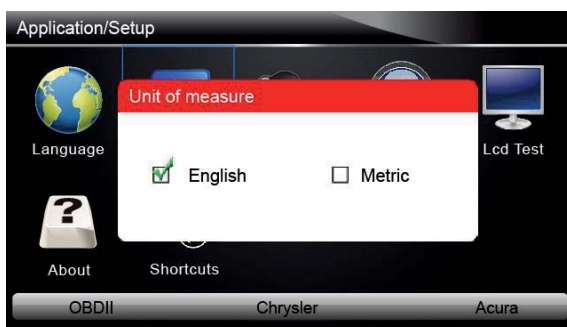 Application/Setup
Unit of measure
Language
Lcd Test
English Metric
?
About Shortcuts
OBDII Chrysler Acura